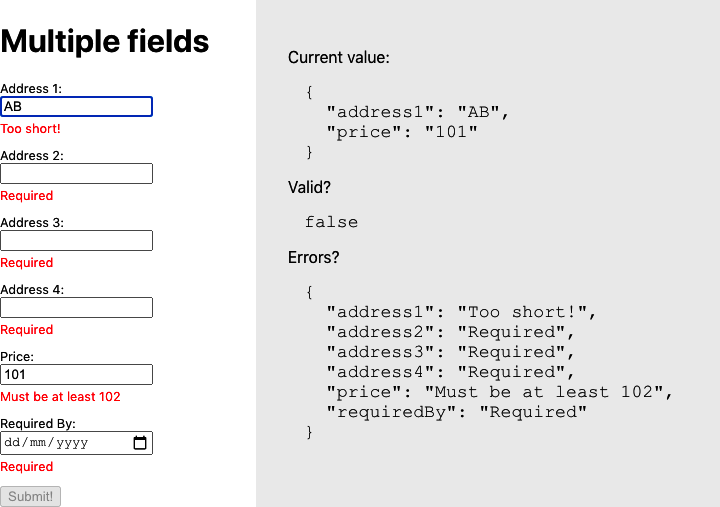 Multiple fields
Address 1:
AB
Too short!
Address 2:
Required
Address 3:
Required
Address 4:
Required
Price:
101
Must be at least 102
Required By:
dd/mm/yyyy
Required
Submit!
Current value:
{
  "address1": "AB",
  "price": "101"
}
Valid?
false
Errors?
{
  "address1": "Too short!",
  "address2": "Required",
  "address3": "Required",
  "address4": "Required",
  "price": "Must be at least 102",
  "requiredBy": "Required"
}